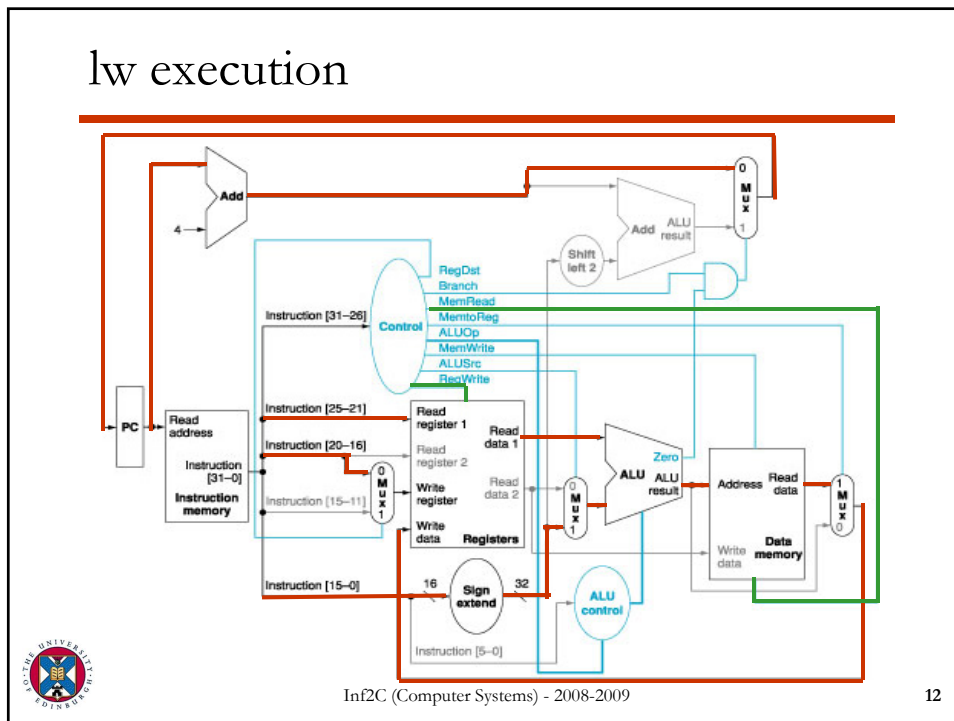 lw execution
Add
4
0
M
u
x
1
Add
ALU
result
Shift
left 2
RegDst
Branch
MemRead
MemtoReg
ALUOp
MemWrite
ALUSrc
RegWrite
Control
Instruction [31–26]
Instruction [25–21]
Instruction [20–16]
Instruction [15–11]
Instruction [15–0]
PC
Read
address
Instruction
[31–0]
Instruction
memory
0
M
u
x
1
Read
register 1
Read
register 2
Write
register
Write
data
Read
data 1
Read
data 2
Registers
0
M
u
x
1
Zero
ALU
ALU
result
Address
Read
data
Write
data
Data
memory
1
M
u
x
0
16
Sign
extend
32
ALU
control
Instruction [5–0]
THE UNIVERSITY OF EDINBURGH
Inf2C (Computer Systems) - 2008-2009
12